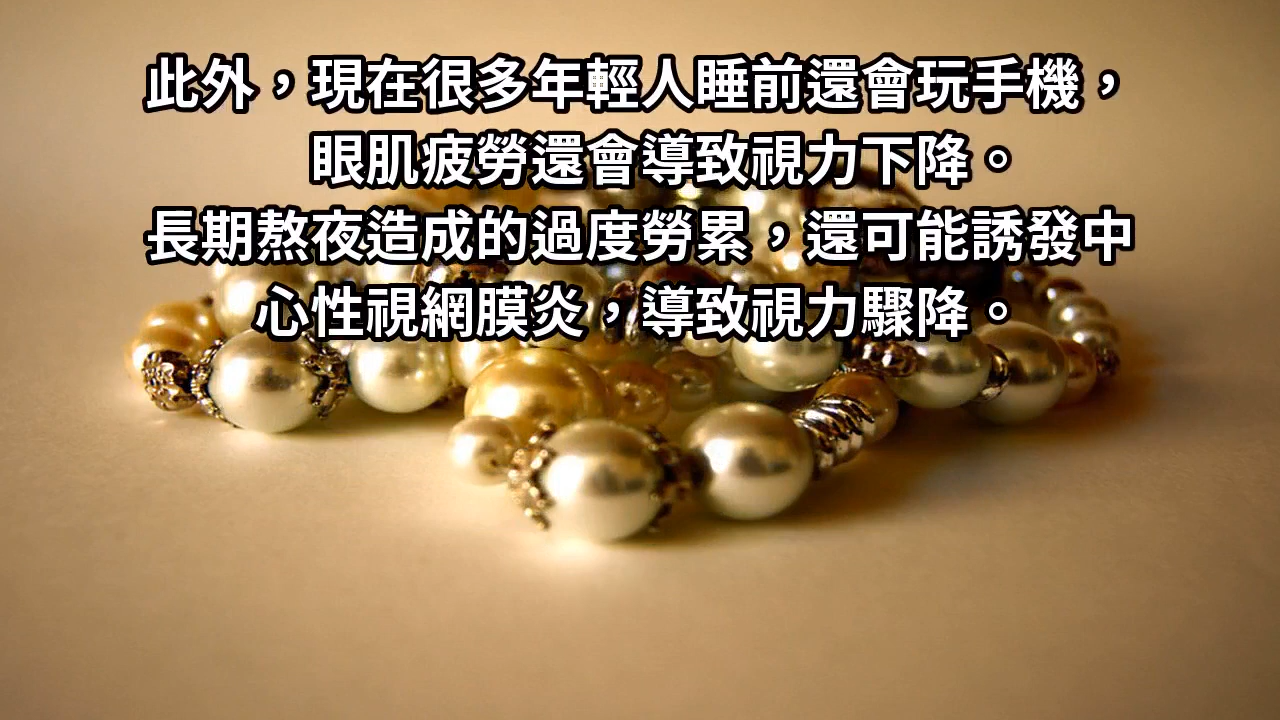 此外，現在很多年輕人睡前還會玩手機，
眼肌疲勞還會導致視力下降。
長期熬夜造成的過度勞累，還可能誘發中
心性視網膜炎，導致視力驟降。